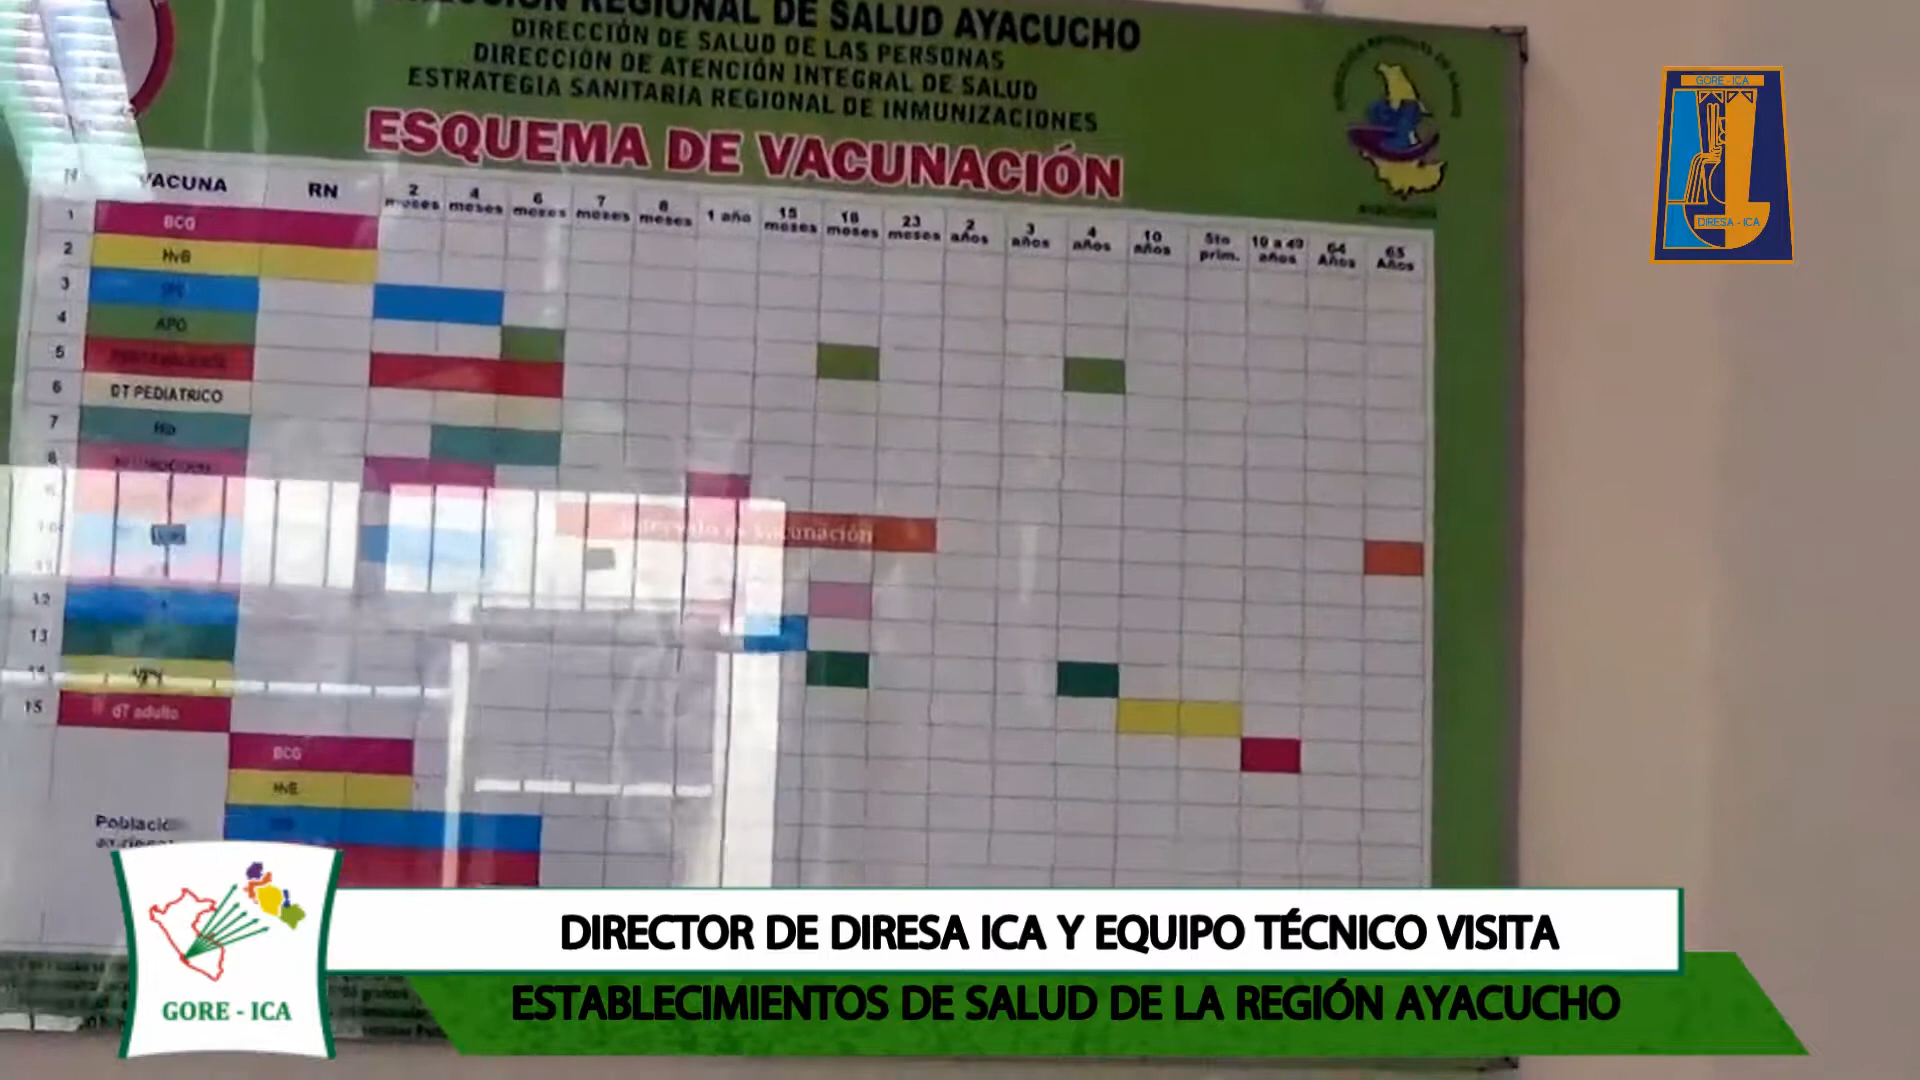 REGIONAL DE SALUD AYACUCHO
DIRECCIÓN DE SALUD DE LAS PERSONAS
DIRECCIÓN DE ATENCIÓN INTEGRAL DE SALUD
ESTRATEGIA SANITARIA REGIONAL DE INMUNIZACIONES
ESQUEMA DE VACUNACIÓN
GORE - ICA
DIRESA - ICA
N VACUNA RN 2 meses 4 meses 6 meses 7 meses 8 meses 1 año 15 meses 18 meses 23 meses 2 años 3 años 4 años 10 años 5to prim. 10 a 49 años 64 Años 65 Años
1 BCG
2 HvB
3
4 APO
5
6 DT PEDIATRICO
7 Hib
8
Intervalo de Vacunación
12
13
14
15 dT adulto
BCG
HvB
DIRECTOR DE DIRESA ICA Y EQUIPO TÉCNICO VISITA
ESTABLECIMIENTOS DE SALUD DE LA REGIÓN AYACUCHO
GORE - ICA